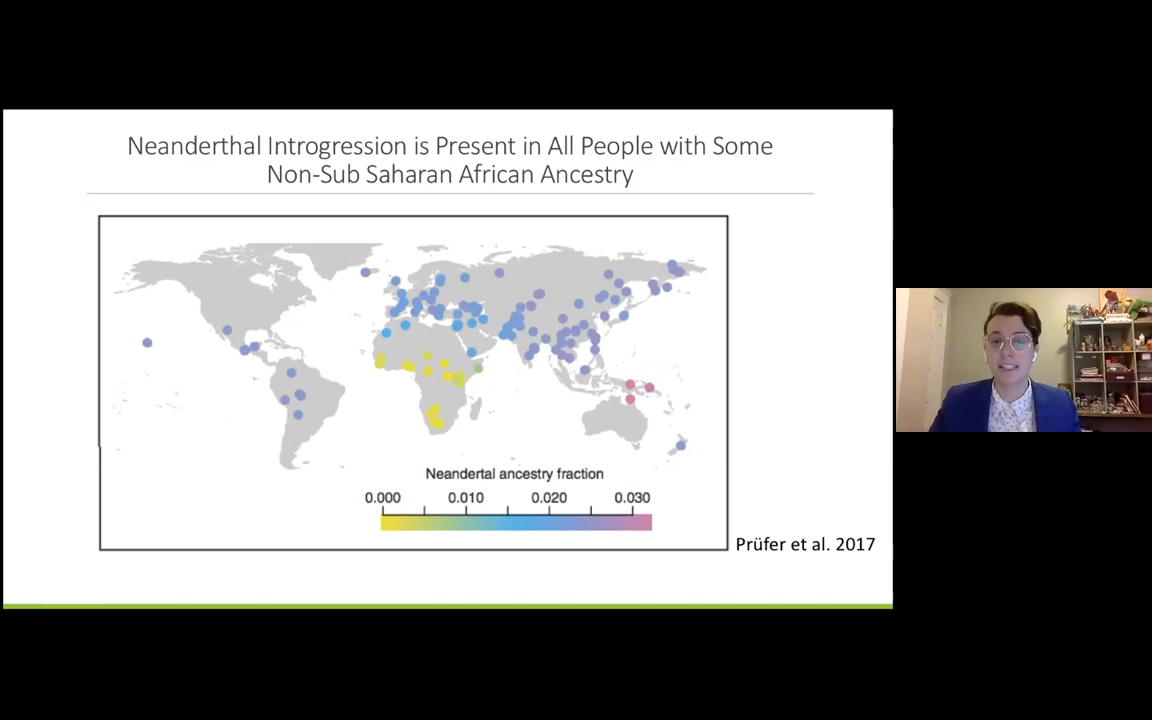 Neanderthal Introgression is Present in All People with Some
Non-Sub Saharan African Ancestry
Neandertal ancestry fraction
0.000 0.010 0.020 0.030
Prüfer et al. 2017